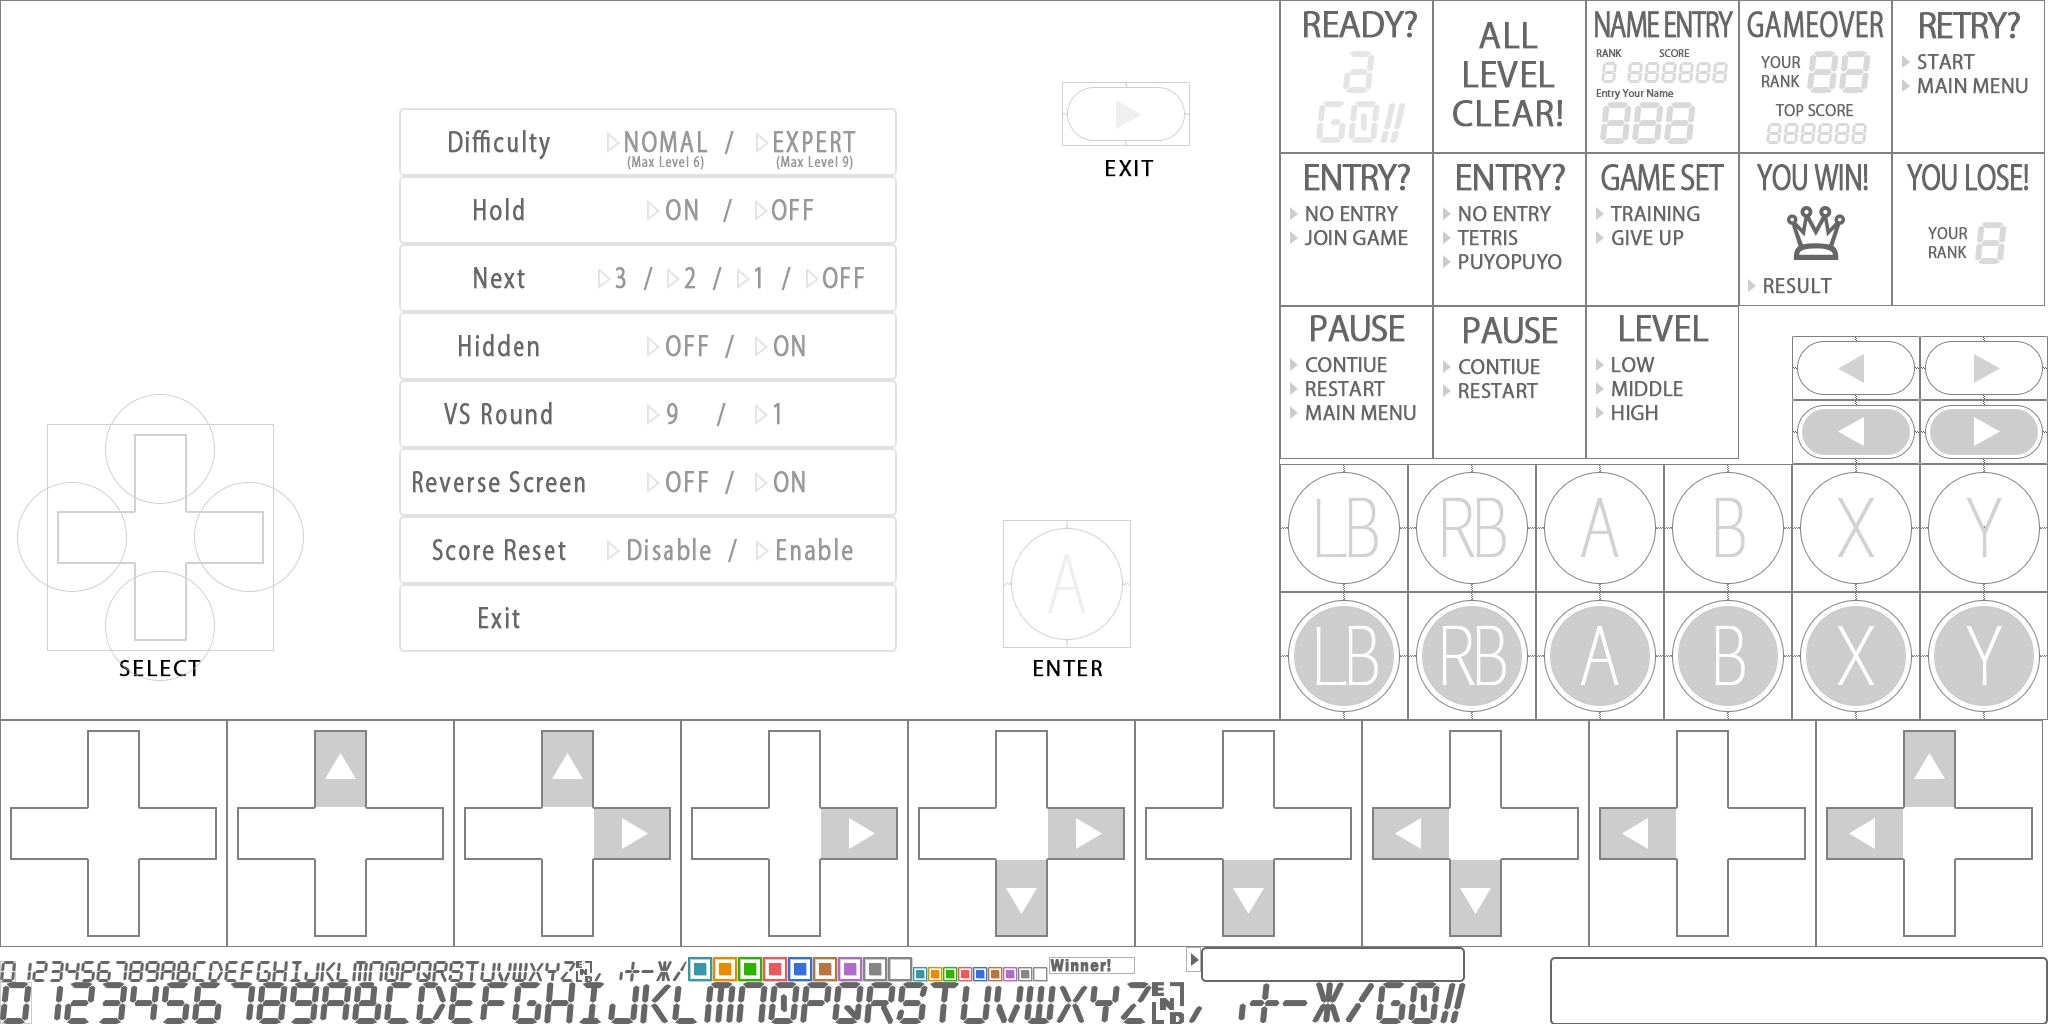 Difficulty NOMAL / EXPERT
(Max Level 6) (Max Level 9)
Hold ON / OFF
Next 3 / 2 / 1 / OFF
Hidden OFF / ON
VS Round 9 / 1
Reverse Screen OFF / ON
Score Reset Disable / Enable
Exit
SELECT
EXIT
A
ENTER
READY?
2
GO!!
ALL
LEVEL
CLEAR!
NAME ENTRY
RANK SCORE
8 888888
Entry Your Name
888
GAMEOVER
YOUR
RANK 88
TOP SCORE
888888
RETRY?
START
MAIN MENU
ENTRY?
NO ENTRY
JOIN GAME
ENTRY?
NO ENTRY
TETRIS
PUYOPUYO
GAME SET
TRAINING
GIVE UP
YOU WIN!
RESULT
YOU LOSE!
YOUR
RANK 8
PAUSE
CONTIUE
RESTART
MAIN MENU
PAUSE
CONTIUE
RESTART
LEVEL
LOW
MIDDLE
HIGH
LB RB A B X Y
LB RB A B X Y
0123456789ABCDEFGHIJKLMNOPQRSTUVWXYZ END , . + - * /
Winner!
0123456789ABCDEFGHIJKLMNOPQRSTUVWXYZ END , . + - * / GO!!